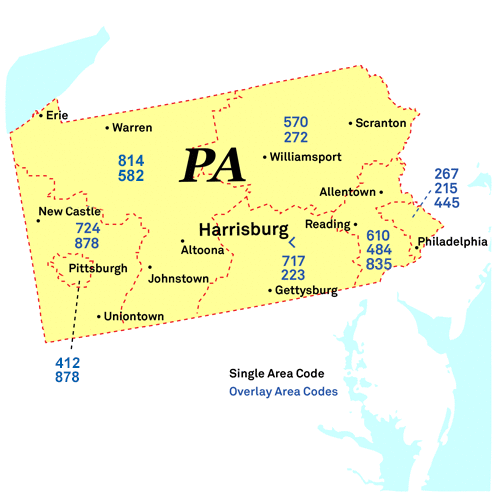 Erie
Warren
570
272
Scranton
814
582
PA
Williamsport
267
215
445
Allentown
New Castle
724
878
Harrisburg
Reading
610
484
835
Philadelphia
Altoona
717
223
Pittsburgh
Johnstown
Gettysburg
Uniontown
412
878
Single Area Code
Overlay Area Codes